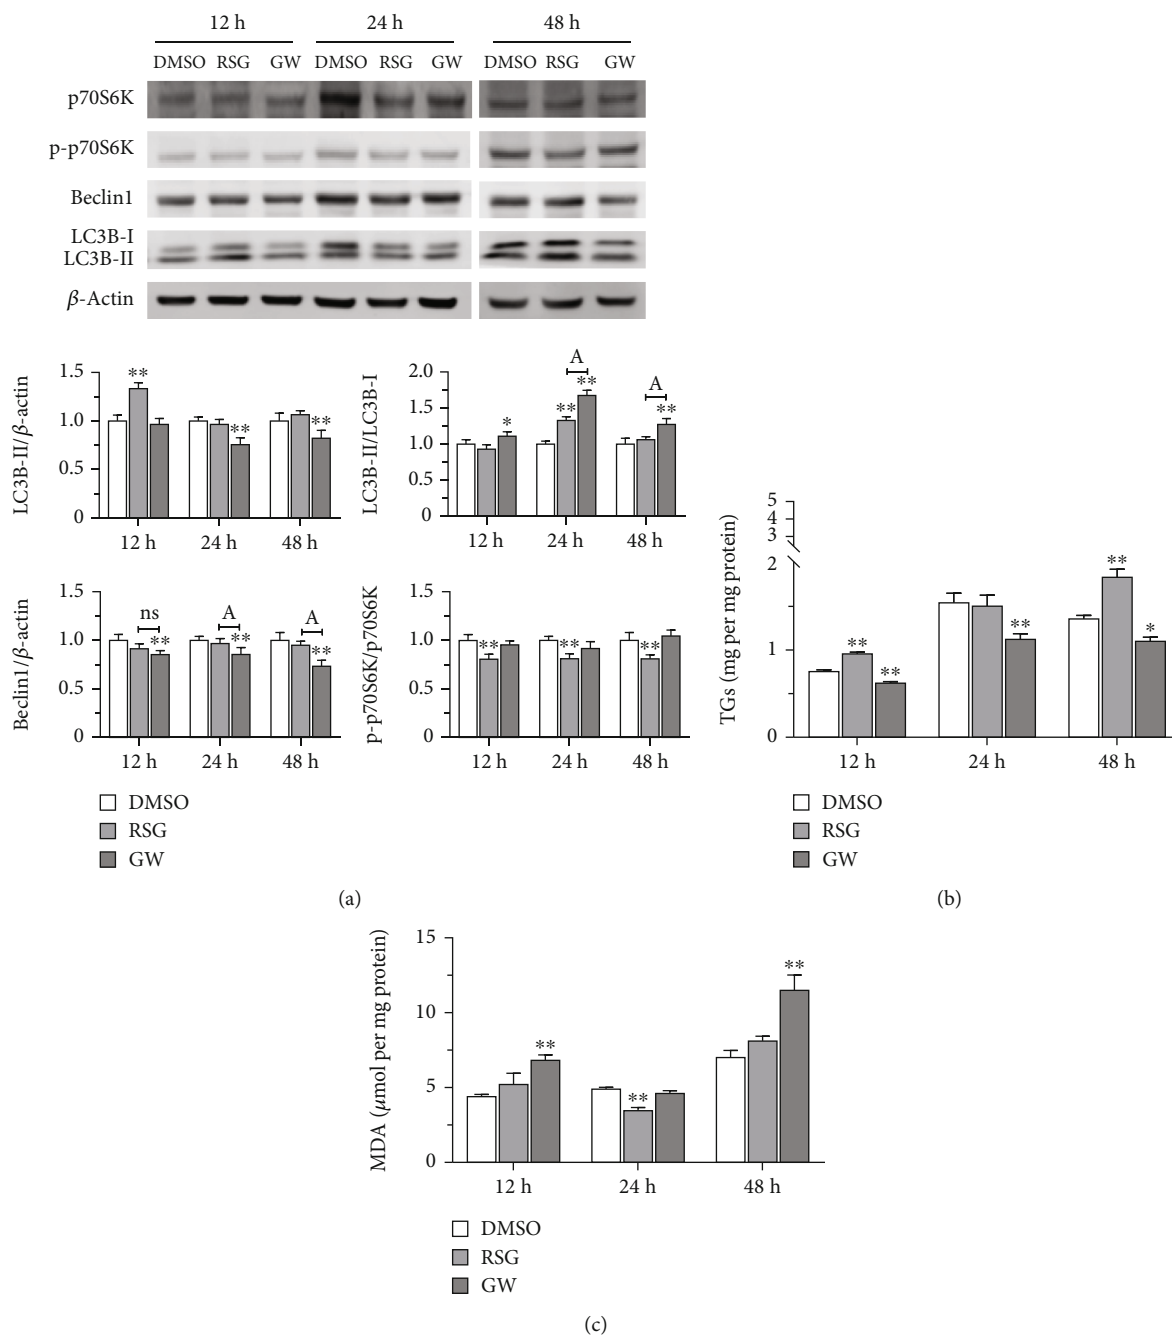 12 h 24 h 48 h
DMSO RSG GW DMSO RSG GW DMSO RSG GW
p70S6K
p-p70S6K
Beclin1
LC3B-I
LC3B-II
β-Actin
LC3B-II/β-actin
1.5
1.0
0.5
0
** ** **
12 h 24 h 48 h
LC3B-II/LC3B-I
2.0
1.5
1.0
0.5
0
* ** A ** A **
12 h 24 h 48 h
Beclin1/β-actin
1.5
1.0
0.5
0
ns ** A ** A **
12 h 24 h 48 h
p-p70S6K/p70S6K
1.5
1.0
0.5
0
** ** **
12 h 24 h 48 h
DMSO
RSG
GW
(a)
TGs (mg per mg protein)
5
4
3
2
1
0
** ** ** ** *
12 h 24 h 48 h
DMSO
RSG
GW
(b)
MDA (μmol per mg protein)
15
10
5
0
** ** **
12 h 24 h 48 h
DMSO
RSG
GW
(c)